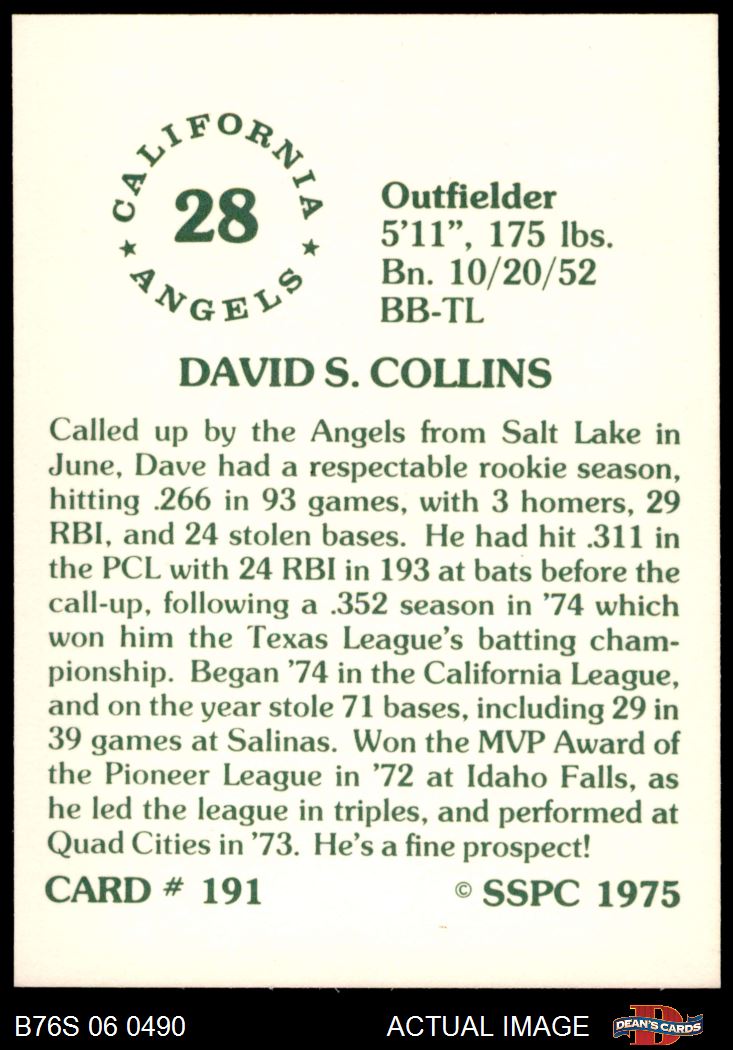 CALIFORNIA
28
ANGELS
Outfielder
5'11", 175 lbs.
Bn. 10/20/52
BB-TL
DAVID S. COLLINS
Called up by the Angels from Salt Lake in
June, Dave had a respectable rookie season,
hitting .266 in 93 games, with 3 homers, 29
RBI, and 24 stolen bases. He had hit .311 in
the PCL with 24 RBI in 193 at bats before the
call-up, following a .352 season in '74 which
won him the Texas League's batting cham-
pionship. Began '74 in the California League,
and on the year stole 71 bases, including 29 in
39 games at Salinas. Won the MVP Award of
the Pioneer League in '72 at Idaho Falls, as
he led the league in triples, and performed at
Quad Cities in '73. He's a fine prospect!
CARD # 191 © SSPC 1975
B76S 06 0490 ACTUAL IMAGE DEAN'S CARDS